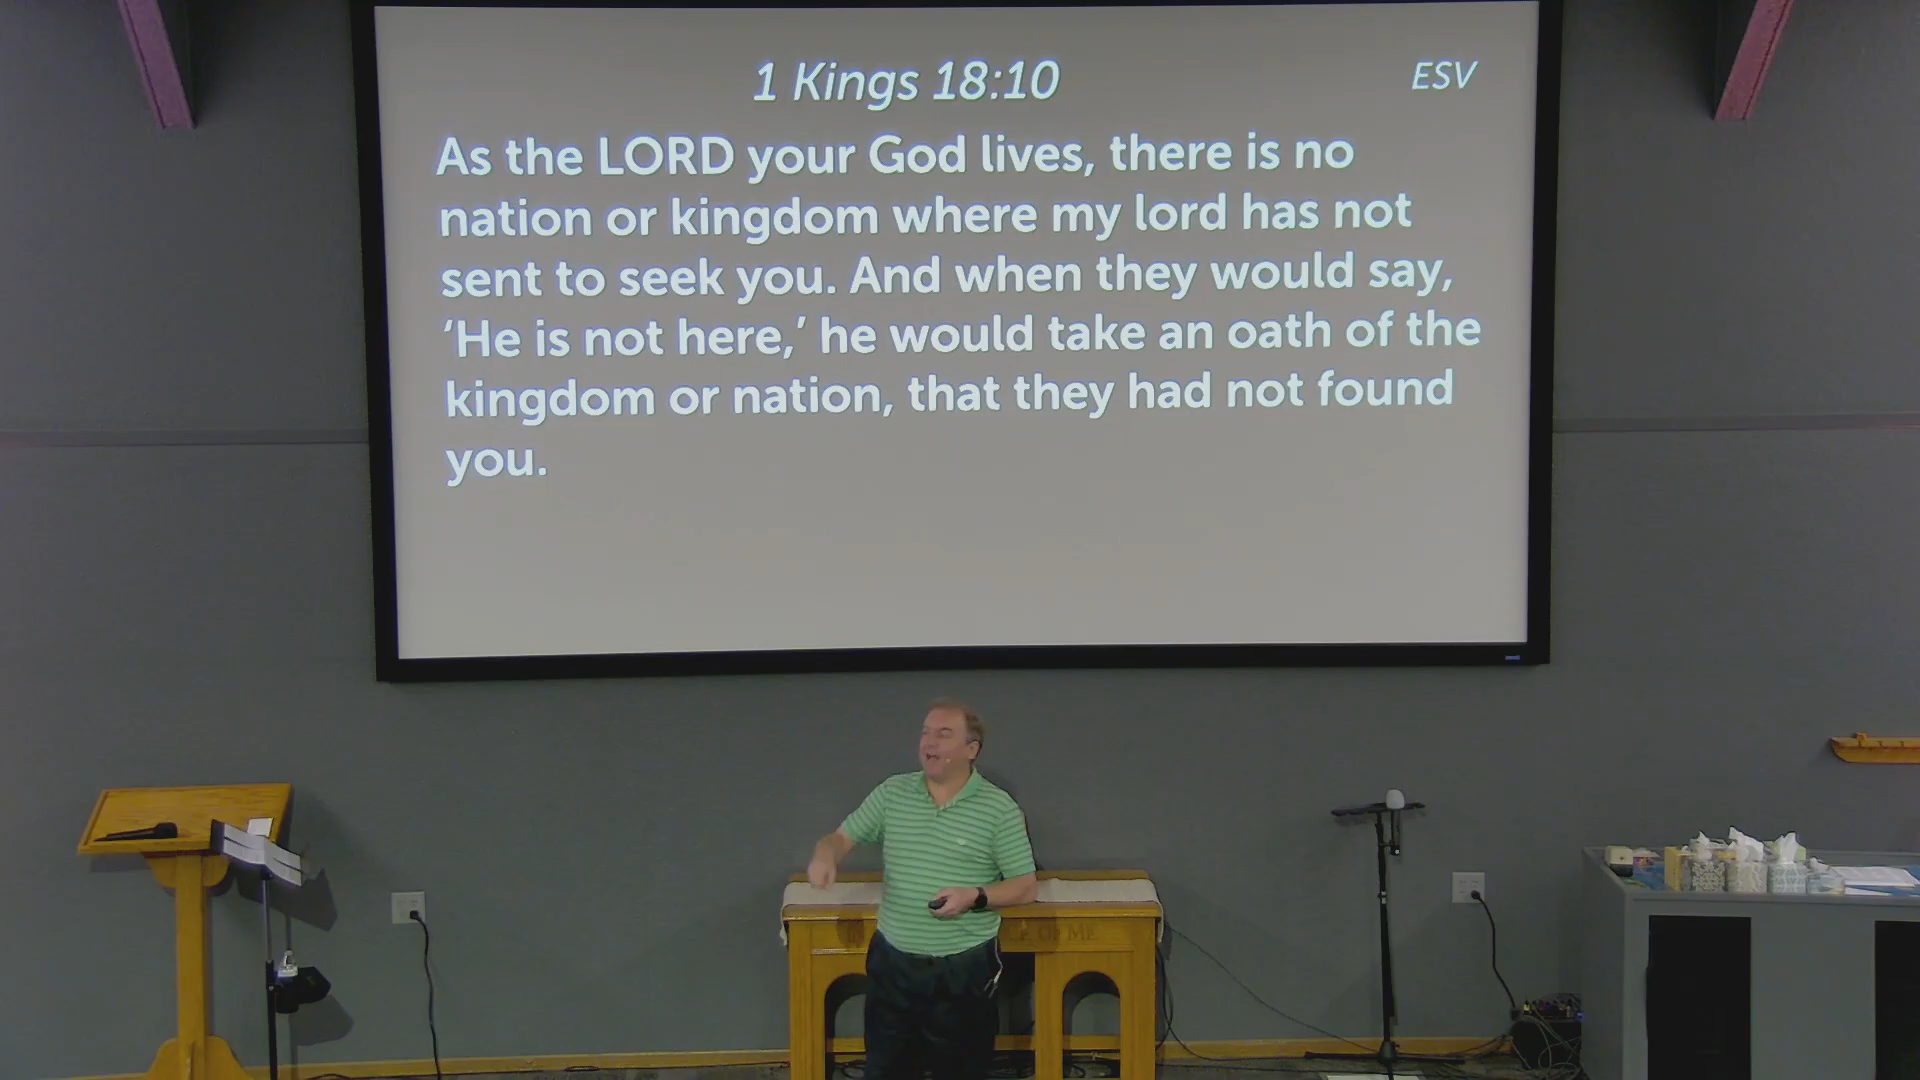 1 Kings 18:10
ESV
As the LORD your God lives, there is no
nation or kingdom where my lord has not
sent to seek you. And when they would say,
‘He is not here,’ he would take an oath of the
kingdom or nation, that they had not found
you.
OF ME